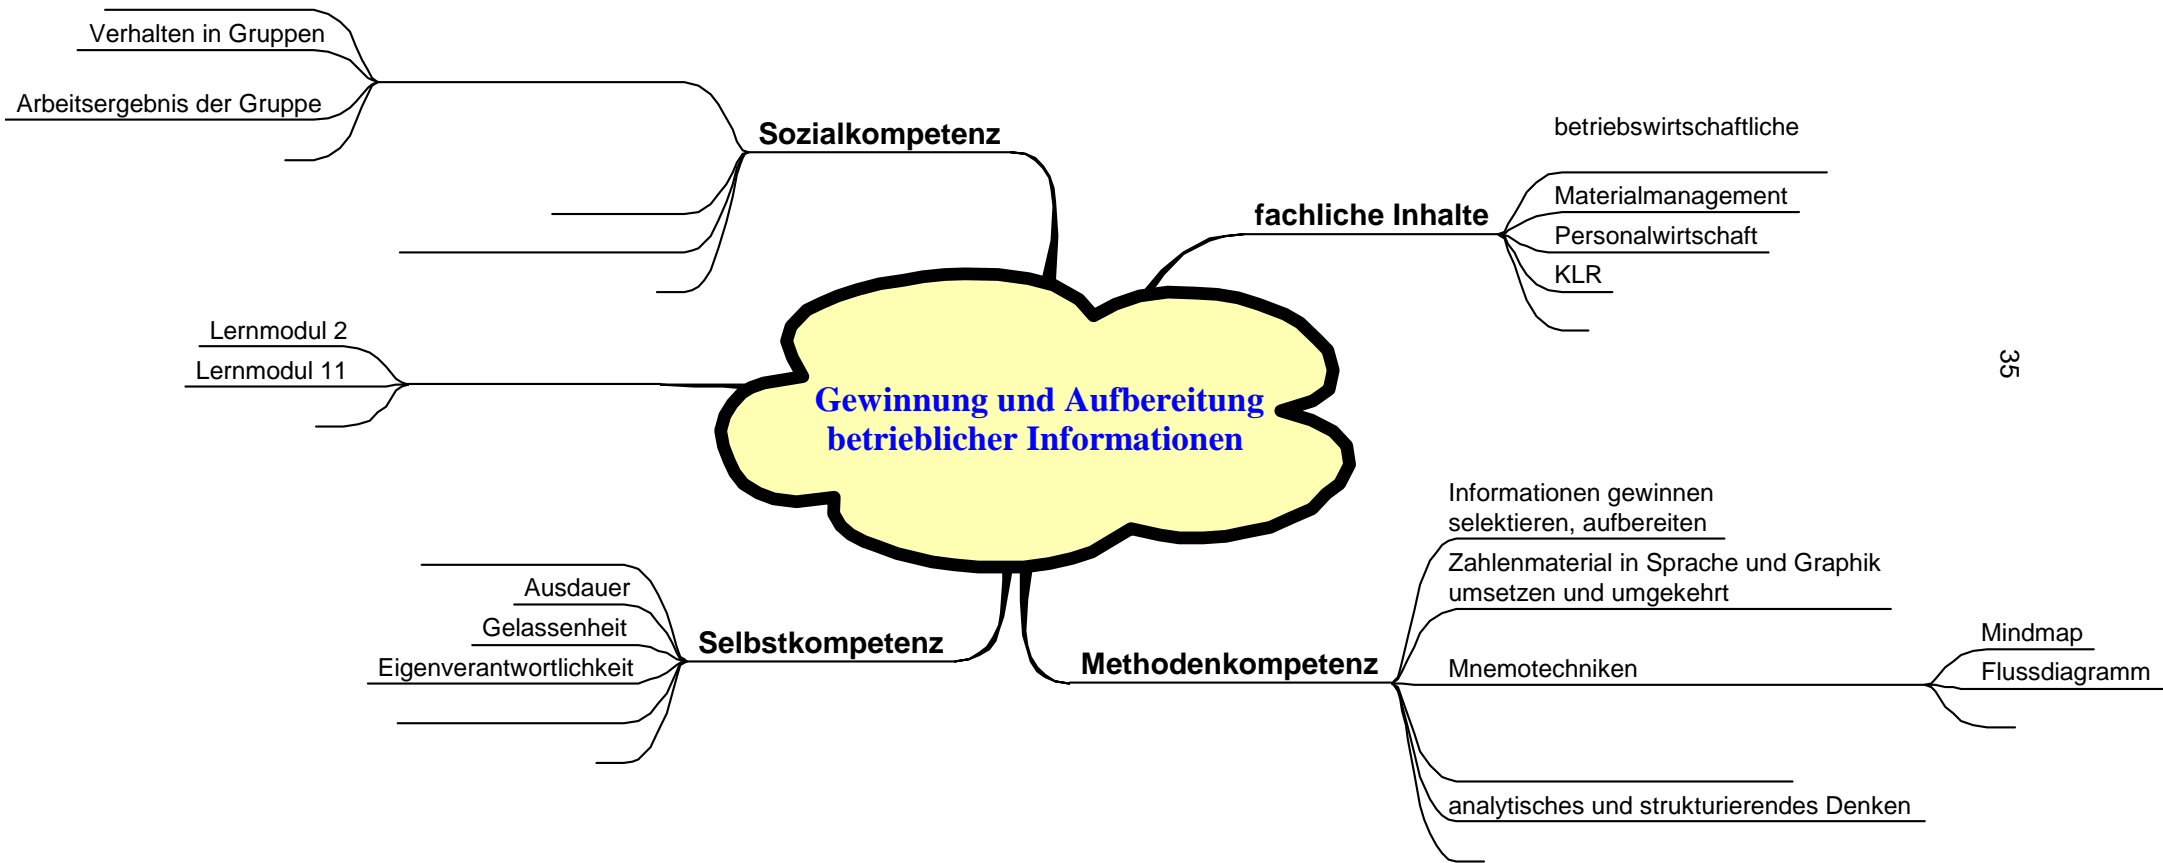 Verhalten in Gruppen
Arbeitsergebnis der Gruppe
Sozialkompetenz
betriebswirtschaftliche
Materialmanagement
fachliche Inhalte
Personalwirtschaft
KLR
Lernmodul 2
Lernmodul 11
35
Gewinnung und Aufbereitung
betrieblicher Informationen
Ausdauer
Gelassenheit
Selbstkompetenz
Eigenverantwortlichkeit
Informationen gewinnen
selektieren, aufbereiten
Zahlenmaterial in Sprache und Graphik
umsetzen und umgekehrt
Methodenkompetenz
Mnemotechniken
Mindmap
Flussdiagramm
analytisches und strukturierendes Denken